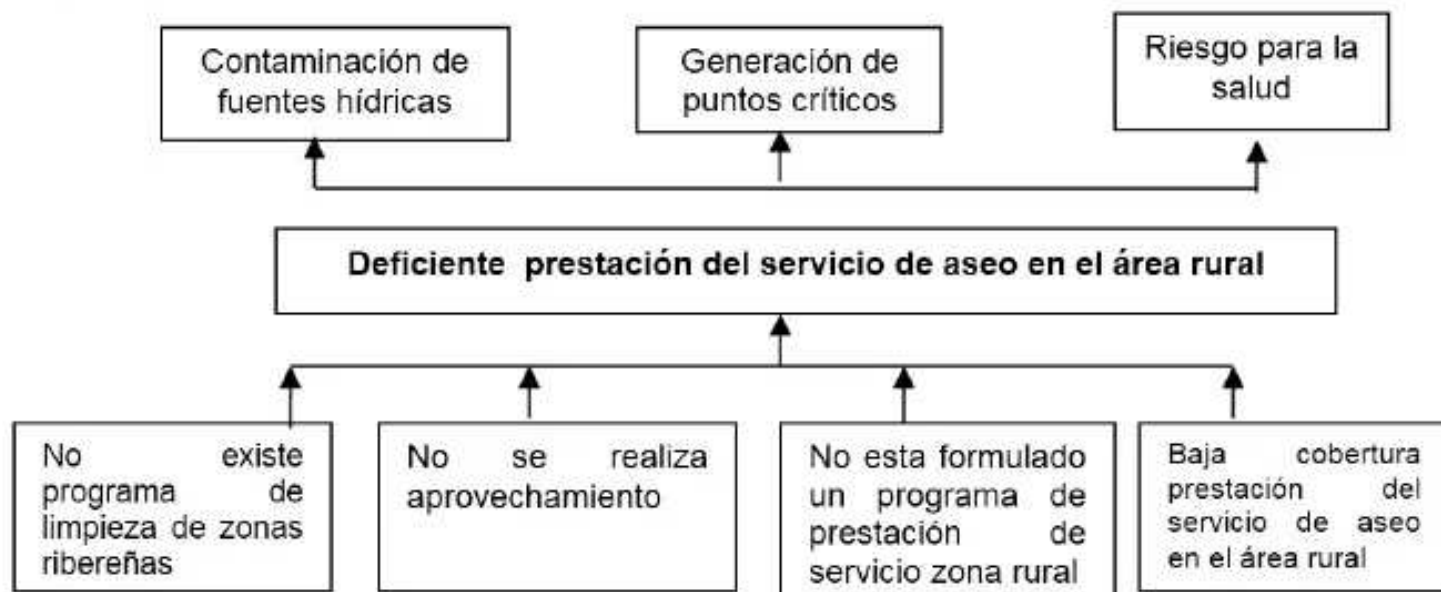 Contaminación de
fuentes hídricas
Generación de
puntos críticos
Riesgo para la
salud
Deficiente prestación del servicio de aseo en el área rural
No existe
programa de
limpieza de zonas
ribereñas
No se realiza
aprovechamiento
No esta formulado
un programa de
prestación de
servicio zona rural
Baja cobertura
prestación del
servicio de aseo
en el área rural